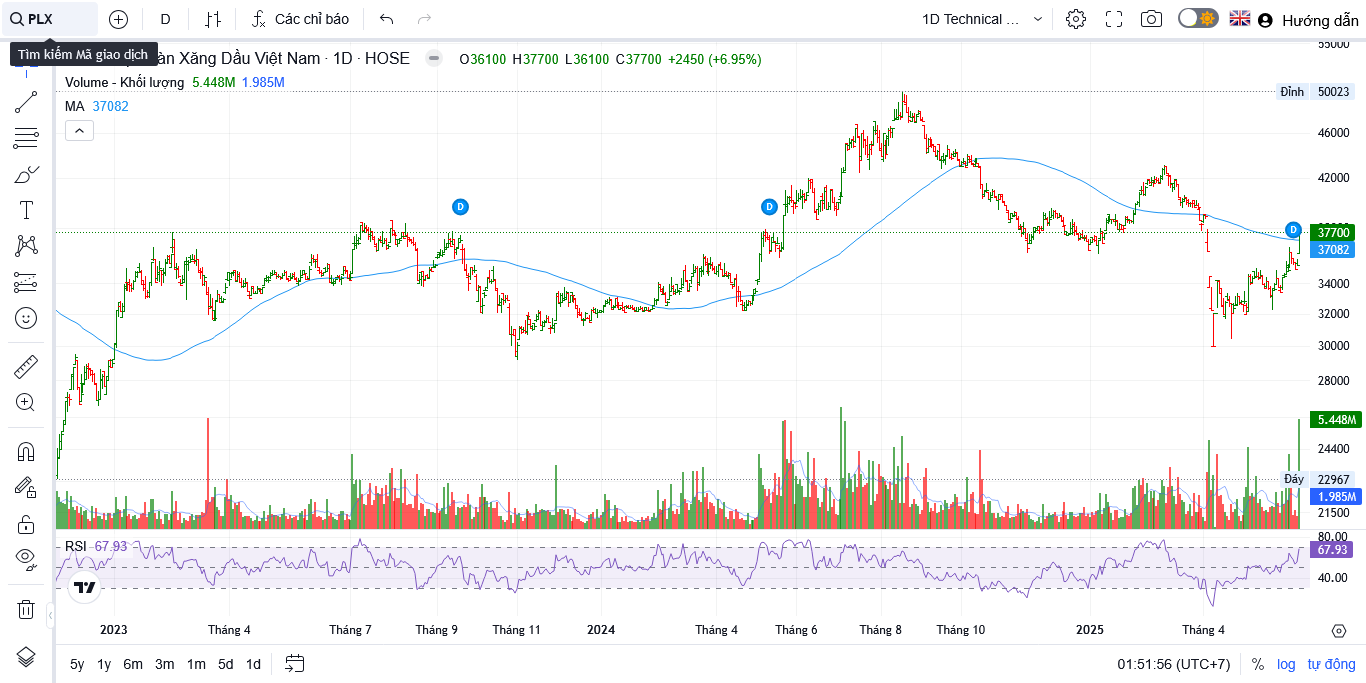 PLX
D
Các chỉ báo
1D Technical ...
Hướng dẫn
Tìm kiếm Mã giao dịch
àn Xăng Dầu Việt Nam · 1D · HOSE
O36100 H37700 L36100 C37700 +2450 (+6.95%)
Volume - Khối lượng 5.448M 1.985M
MA 37082
55000
Đỉnh 50023
46000
42000
D
D
D
37700
37082
34000
32000
30000
28000
5.448M
24400
Đáy 22967
1.985M
21500
RSI 67.93
80.00
67.93
40.00
2023 Tháng 4 Tháng 7 Tháng 9 Tháng 11 2024 Tháng 4 Tháng 6 Tháng 8 Tháng 10 2025 Tháng 4
5y 1y 6m 3m 1m 5d 1d
01:51:56 (UTC+7) % log tự động